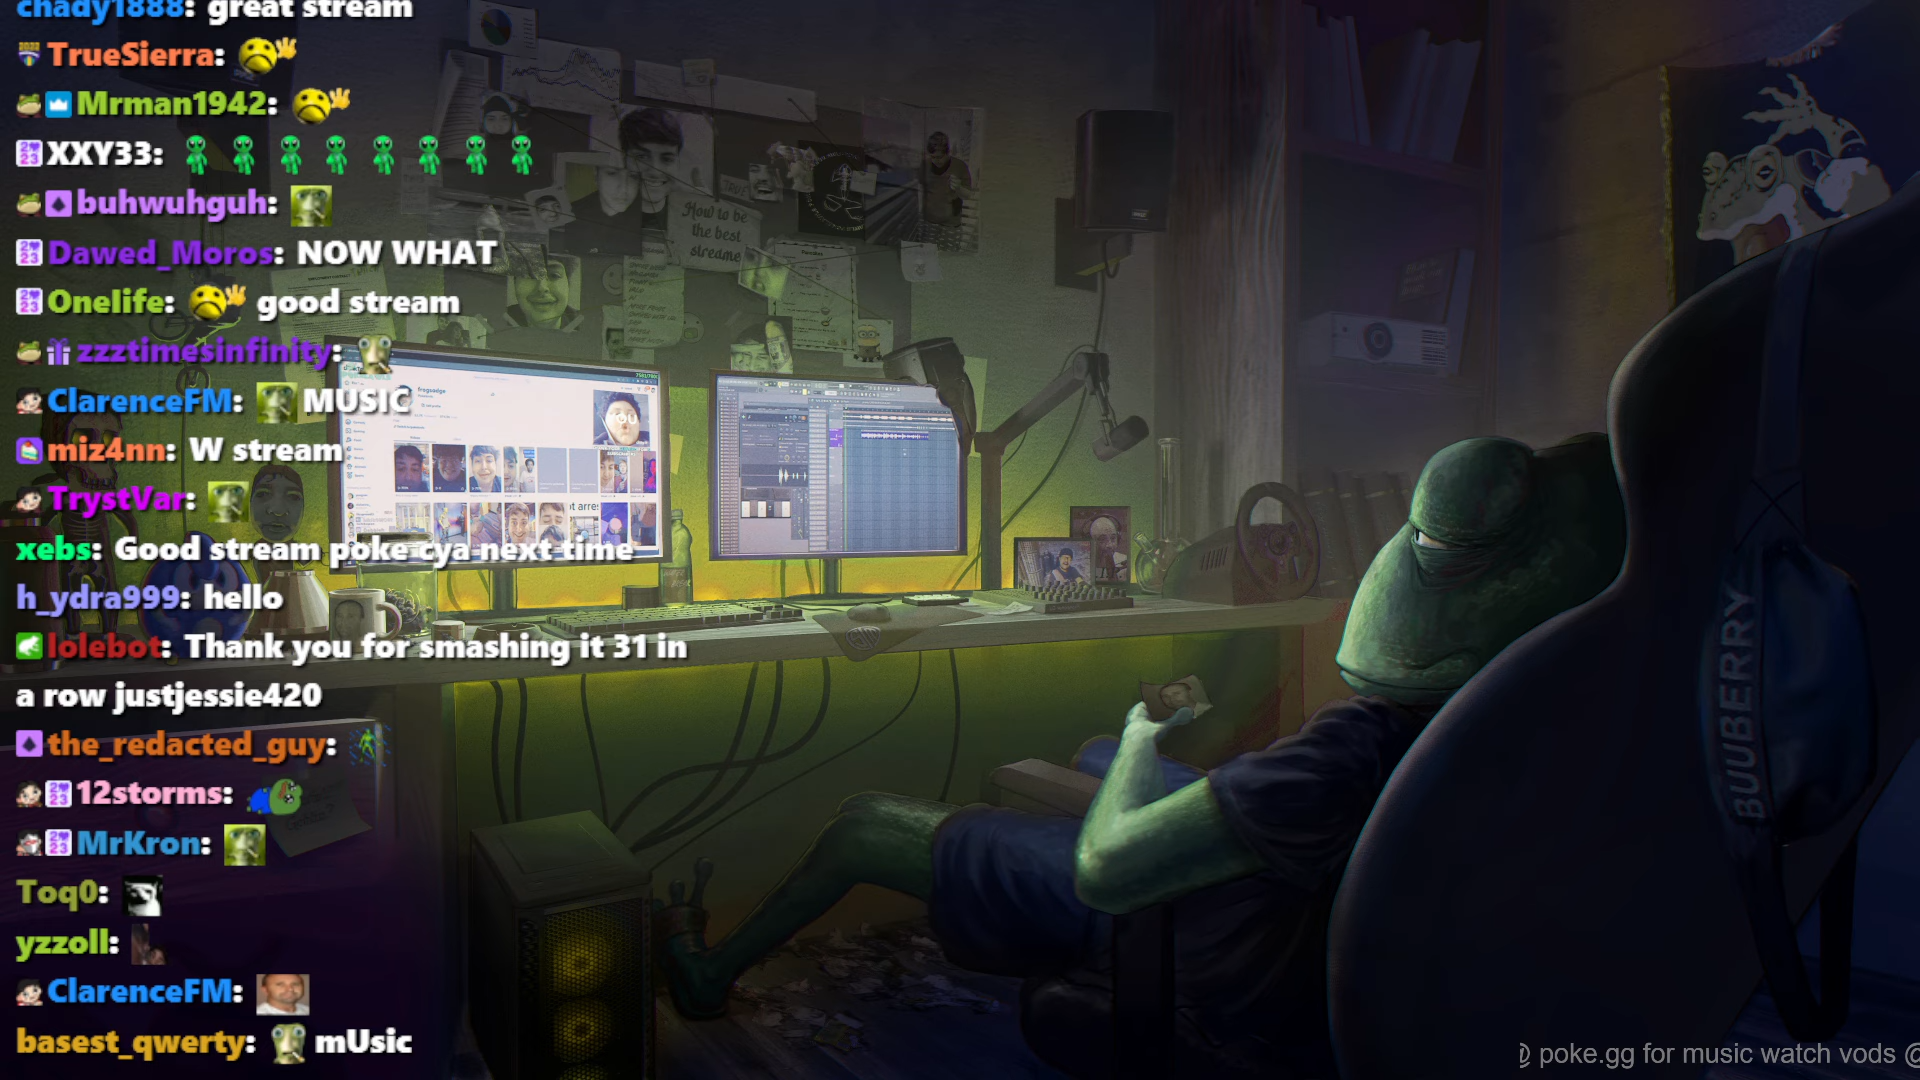 chady1888: great stream
TrueSierra:
Mrman1942:
XXY33:
buhwuhguh:
Dawed_Moros: NOW WHAT
Onelife: good stream
zzztimesinfinity:
ClarenceFM: MUSIC
miz4nn: W stream
TrystVar:
xebs: Good stream poke cya next time
h_ydra999: hello
lolebot: Thank you for smashing it 31 in
a row justjessie420
the_redacted_guy:
12storms:
MrKron:
Toq0:
yzzoll:
ClarenceFM:
basest_qwerty: mUsic
How to be
the best
streamer
BUUBERRY
poke.gg for music watch vods @